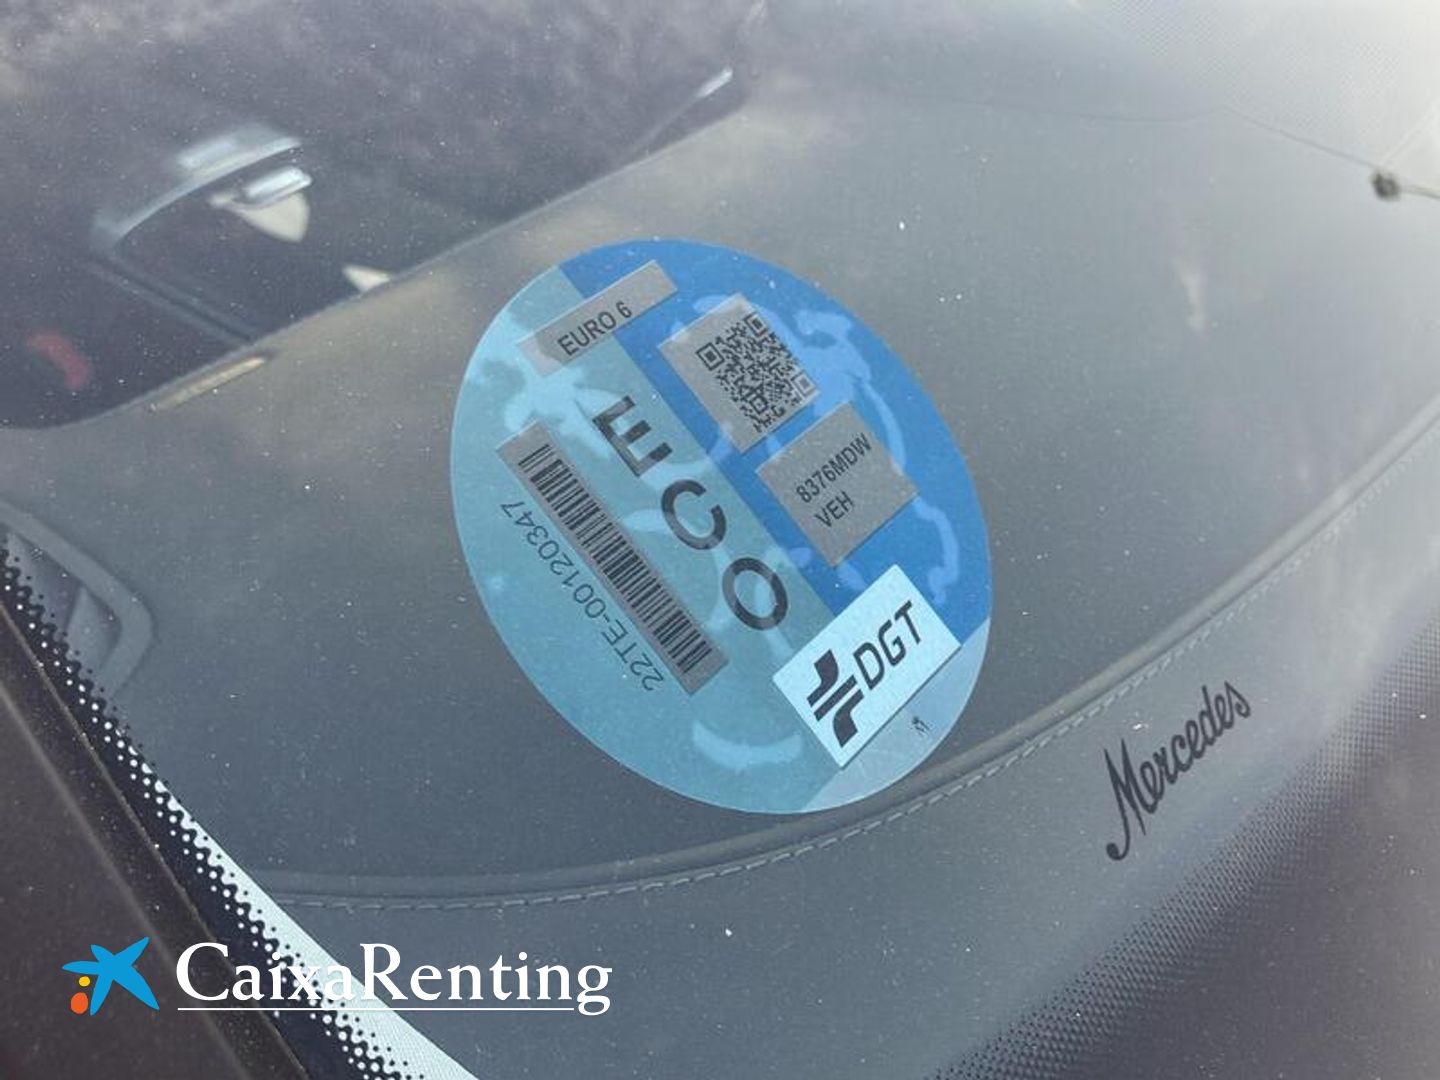 EURO 6
ECO
22TE-00120347
8376MDW
VEH
DGT
Mercedes
CaixaRenting